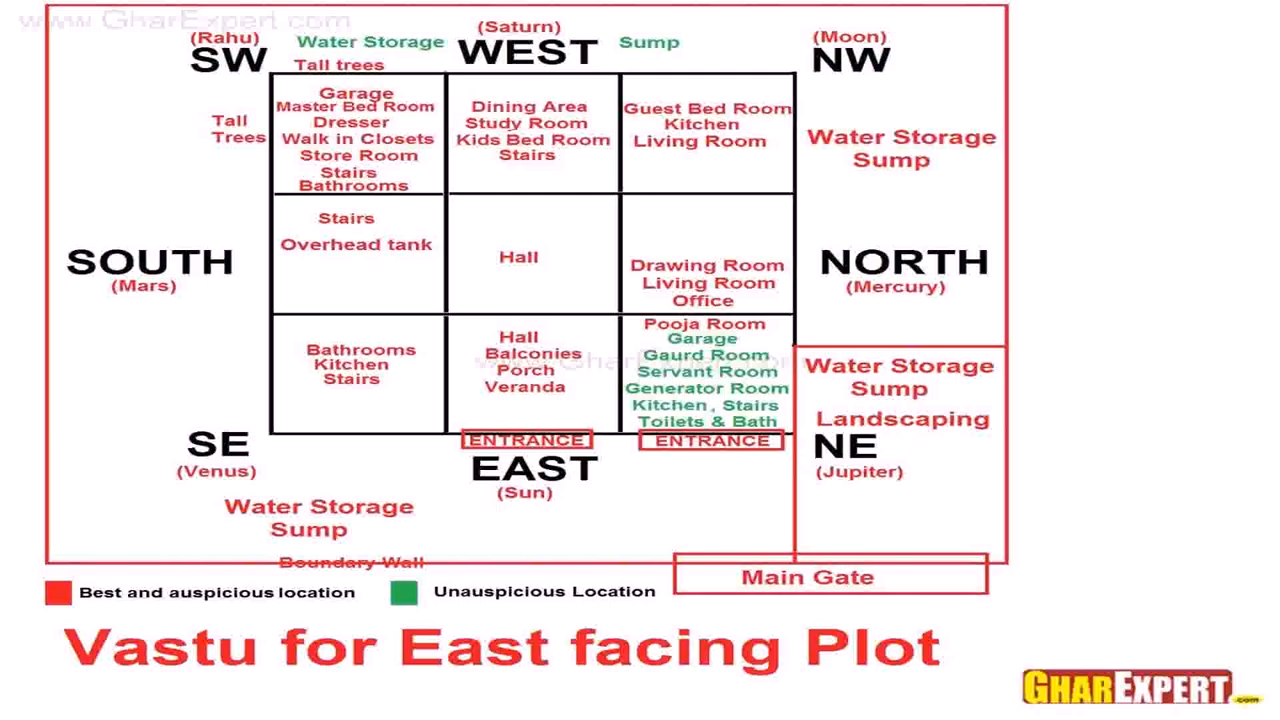 www.GharExpert.com
(Rahu)
SW
Water Storage
Tall trees
(Saturn)
WEST
Sump
(Moon)
NW
Tall
Trees
Garage
Master Bed Room
Dresser
Walk in Closets
Store Room
Stairs
Bathrooms
Dining Area
Study Room
Kids Bed Room
Stairs
Guest Bed Room
Kitchen
Living Room
Water Storage
Sump
SOUTH
(Mars)
Stairs
Overhead tank
Hall
Drawing Room
Living Room
Office
NORTH
(Mercury)
Bathrooms
Kitchen
Stairs
Hall
Balconies
Porch
Veranda
Pooja Room
Garage
Gaurd Room
Servant Room
Generator Room
Kitchen , Stairs
Toilets & Bath
www.GharExpert.com
Water Storage
Sump
Landscaping
SE
(Venus)
ENTRANCE
EAST
(Sun)
ENTRANCE
NE
(Jupiter)
Water Storage
Sump
Boundary Wall
Main Gate
Best and auspicious location
Unauspicious Location
Vastu for East facing Plot
GHAREXPERT.com